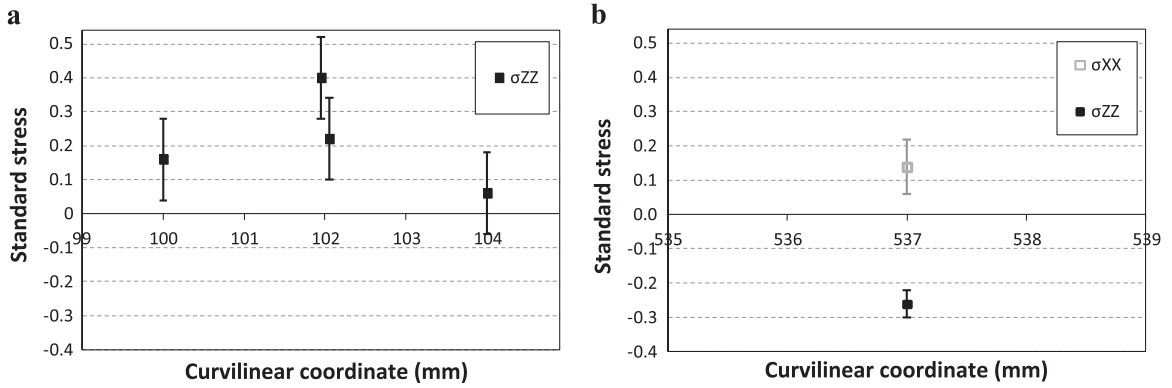 a
0.5
0.4
0.3
0.2
0.1
0
-0.1
-0.2
-0.3
-0.4
99 100 101 102 103 104
Standard stress
Curvilinear coordinate (mm)
σZZ
b
0.5
0.4
0.3
0.2
0.1
0.0
-0.1
-0.2
-0.3
-0.4
535 536 537 538 539
Standard stress
Curvilinear coordinate (mm)
σXX
σZZ